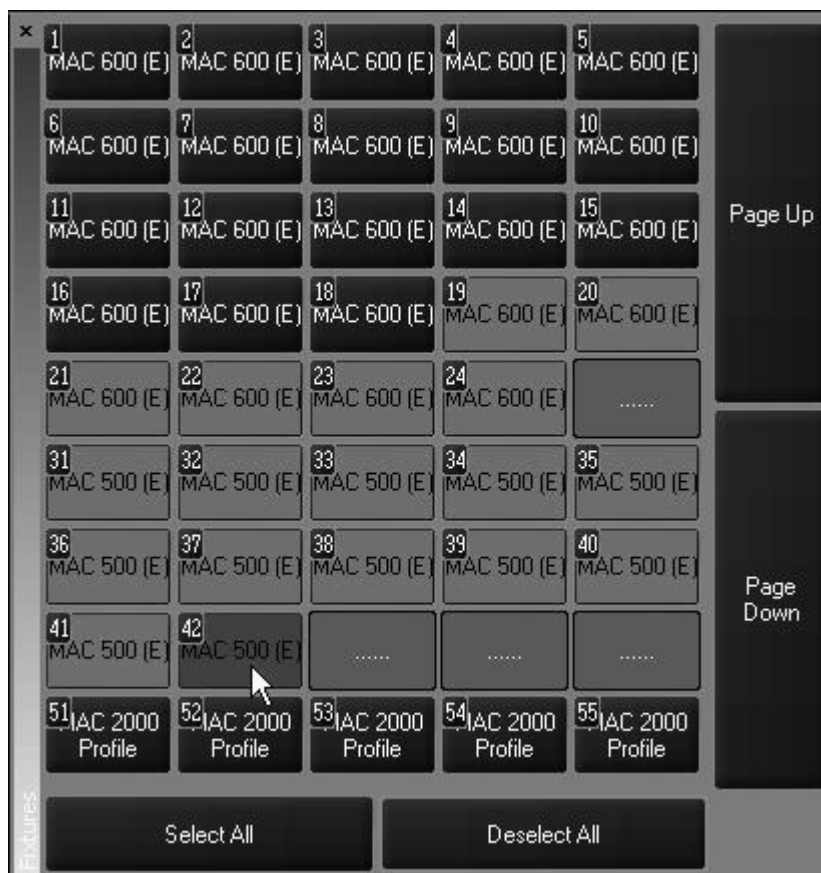 ×
1 2 3 4 5
MAC 600 (E) MAC 600 (E) MAC 600 (E) MAC 600 (E) MAC 600 (E)
6 7 8 9 10
MAC 600 (E) MAC 600 (E) MAC 600 (E) MAC 600 (E) MAC 600 (E)
11 12 13 14 15
MAC 600 (E) MAC 600 (E) MAC 600 (E) MAC 600 (E) MAC 600 (E)
Page Up
16 17 18 19 20
MAC 600 (E) MAC 600 (E) MAC 600 (E) MAC 600 (E) MAC 600 (E)
21 22 23 24
MAC 600 (E) MAC 600 (E) MAC 600 (E) MAC 600 (E) ......
31 32 33 34 35
MAC 500 (E) MAC 500 (E) MAC 500 (E) MAC 500 (E) MAC 500 (E)
36 37 38 39 40
MAC 500 (E) MAC 500 (E) MAC 500 (E) MAC 500 (E) MAC 500 (E)
Page
Down
41 42
MAC 500 (E) MAC 500 (E) ...... ...... ......
51 52 53 54 55
MAC 2000 MAC 2000 MAC 2000 MAC 2000 MAC 2000
Profile Profile Profile Profile Profile
Fixtures
Select All Deselect All